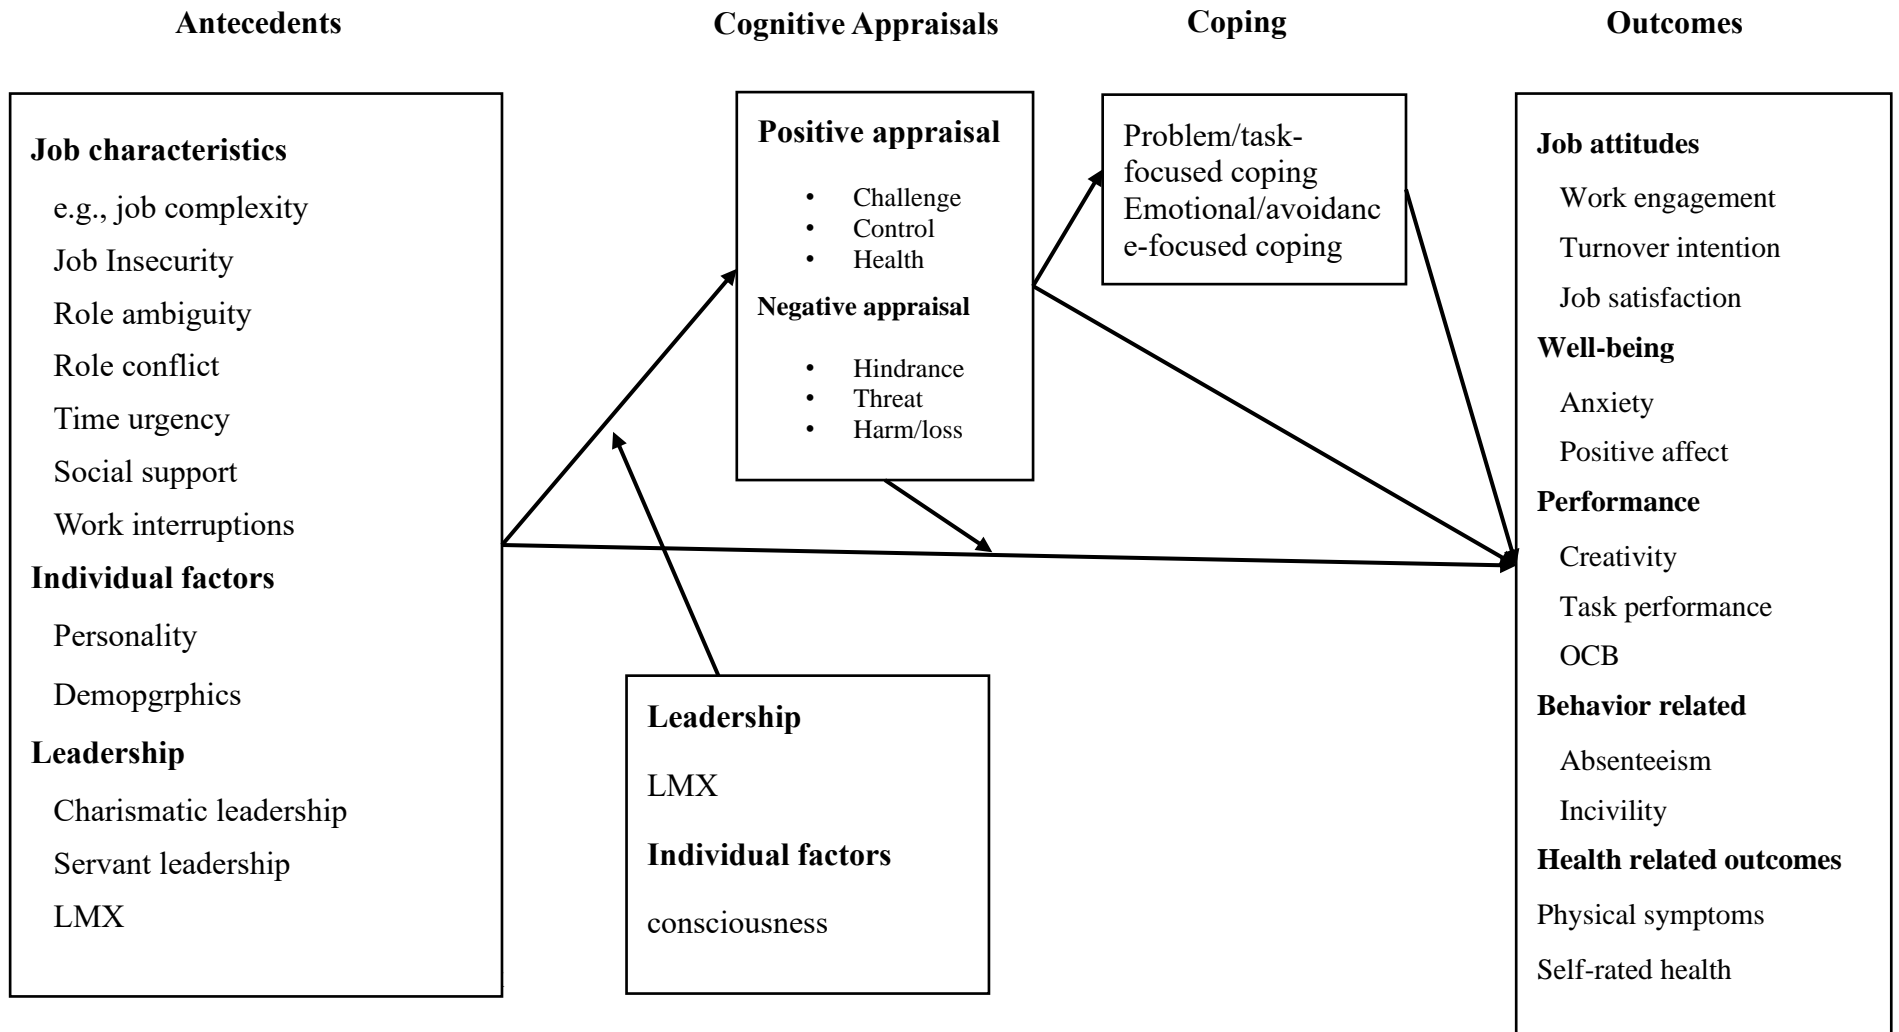 Antecedents
Cognitive Appraisals
Coping
Outcomes
Job characteristics
e.g., job complexity
Job Insecurity
Role ambiguity
Role conflict
Time urgency
Social support
Work interruptions
Individual factors
Personality
Demopgrphics
Leadership
Charismatic leadership
Servant leadership
LMX
Positive appraisal
• Challenge
• Control
• Health
Negative appraisal
• Hindrance
• Threat
• Harm/loss
Leadership
LMX
Individual factors
consciousness
Problem/task-
focused coping
Emotional/avoidanc
e-focused coping
Job attitudes
Work engagement
Turnover intention
Job satisfaction
Well-being
Anxiety
Positive affect
Performance
Creativity
Task performance
OCB
Behavior related
Absenteeism
Incivility
Health related outcomes
Physical symptoms
Self-rated health